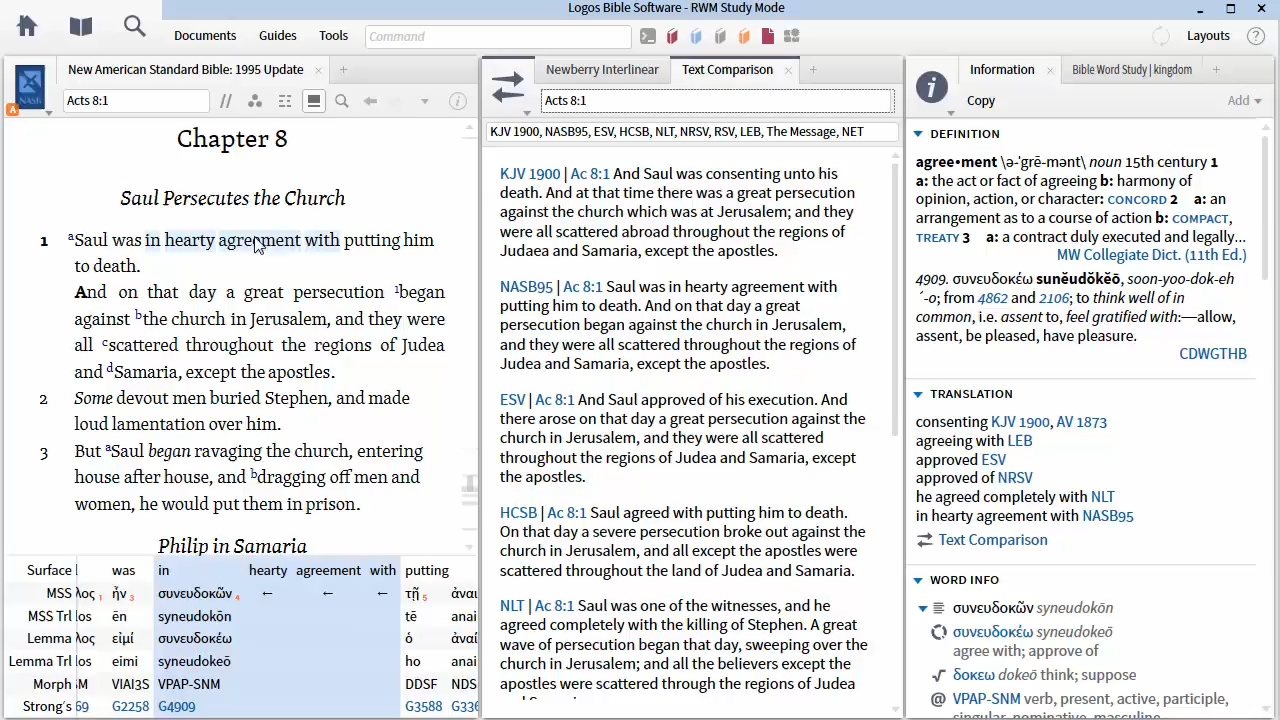 Logos Bible Software - RWM Study Mode
Documents Guides Tools Command Layouts
New American Standard Bible: 1995 Update
NASB
A
Acts 8:1
Chapter 8
Saul Persecutes the Church
1 aSaul was in hearty agreement with putting him
to death.
And on that day a great persecution 1began
against bthe church in Jerusalem, and they were
all cscattered throughout the regions of Judea
and dSamaria, except the apostles.
2 Some devout men buried Stephen, and made
loud lamentation over him.
3 But aSaul began ravaging the church, entering
house after house, and bdragging off men and
women, he would put them in prison.
Philip in Samaria
Surface was in hearty agreement with putting
MSS λος 1 ἦν 3 συνευδοκῶν 4 ← ← ← τῇ 5 ἀναι
MSS Trl los ēn syneudokōn tē anai
Lemma λος εἰμί συνευδοκέω ὁ ἀναι
Lemma Trl los eimi syneudokeō ho anai
Morph M VIAI3S VPAP-SNM DDSF NDS
Strong's 69 G2258 G4909 G3588 G336
Newberry Interlinear Text Comparison
Acts 8:1
KJV 1900, NASB95, ESV, HCSB, NLT, NRSV, RSV, LEB, The Message, NET
KJV 1900 | Ac 8:1 And Saul was consenting unto his
death. And at that time there was a great persecution
against the church which was at Jerusalem; and they
were all scattered abroad throughout the regions of
Judaea and Samaria, except the apostles.
NASB95 | Ac 8:1 Saul was in hearty agreement with
putting him to death. And on that day a great
persecution began against the church in Jerusalem,
and they were all scattered throughout the regions of
Judea and Samaria, except the apostles.
ESV | Ac 8:1 And Saul approved of his execution. And
there arose on that day a great persecution against the
church in Jerusalem, and they were all scattered
throughout the regions of Judea and Samaria, except
the apostles.
HCSB | Ac 8:1 Saul agreed with putting him to death.
On that day a severe persecution broke out against the
church in Jerusalem, and all except the apostles were
scattered throughout the land of Judea and Samaria.
NLT | Ac 8:1 Saul was one of the witnesses, and he
agreed completely with the killing of Stephen. A great
wave of persecution began that day, sweeping over the
church in Jerusalem; and all the believers except the
apostles were scattered through the regions of Judea
Information Bible Word Study | kingdom
Copy Add
DEFINITION
agree•ment \ə-ˈgrē-mənt\ noun 15th century 1
a: the act or fact of agreeing b: harmony of
opinion, action, or character: CONCORD 2 a: an
arrangement as to a course of action b: COMPACT,
TREATY 3 a: a contract duly executed and legally...
MW Collegiate Dict. (11th Ed.)
4909. συνευδοκέω sunĕudŏkĕō, soon-yoo-dok-eh
´-o; from 4862 and 2106; to think well of in
common, i.e. assent to, feel gratified with:—allow,
assent, be pleased, have pleasure.
CDWGTHB
TRANSLATION
consenting KJV 1900, AV 1873
agreeing with LEB
approved ESV
approved of NRSV
he agreed completely with NLT
in hearty agreement with NASB95
Text Comparison
WORD INFO
συνευδοκῶν syneudokōn
συνευδοκέω syneudokeō
agree with; approve of
δοκεω dokeō think; suppose
@ VPAP-SNM verb, present, active, participle,
singular, nominative, masculine